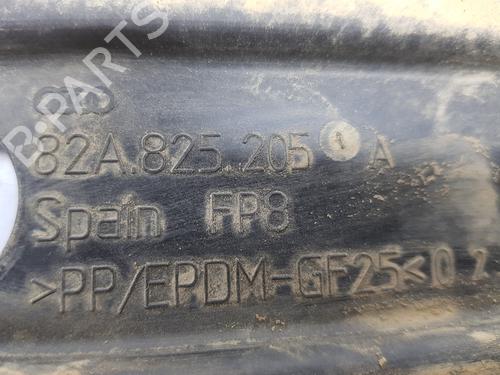 82A.825.205 A
Spain FP8
>PP/EPDM-GF25<02
B-PARTS